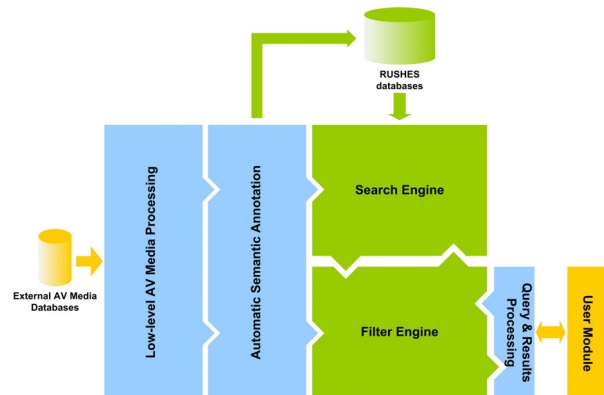 RUSHES
databases
External AV Media
Databases
Low-level AV Media Processing
Automatic Semantic Annotation
Search Engine
Filter Engine
Query & Results
Processing
User Module